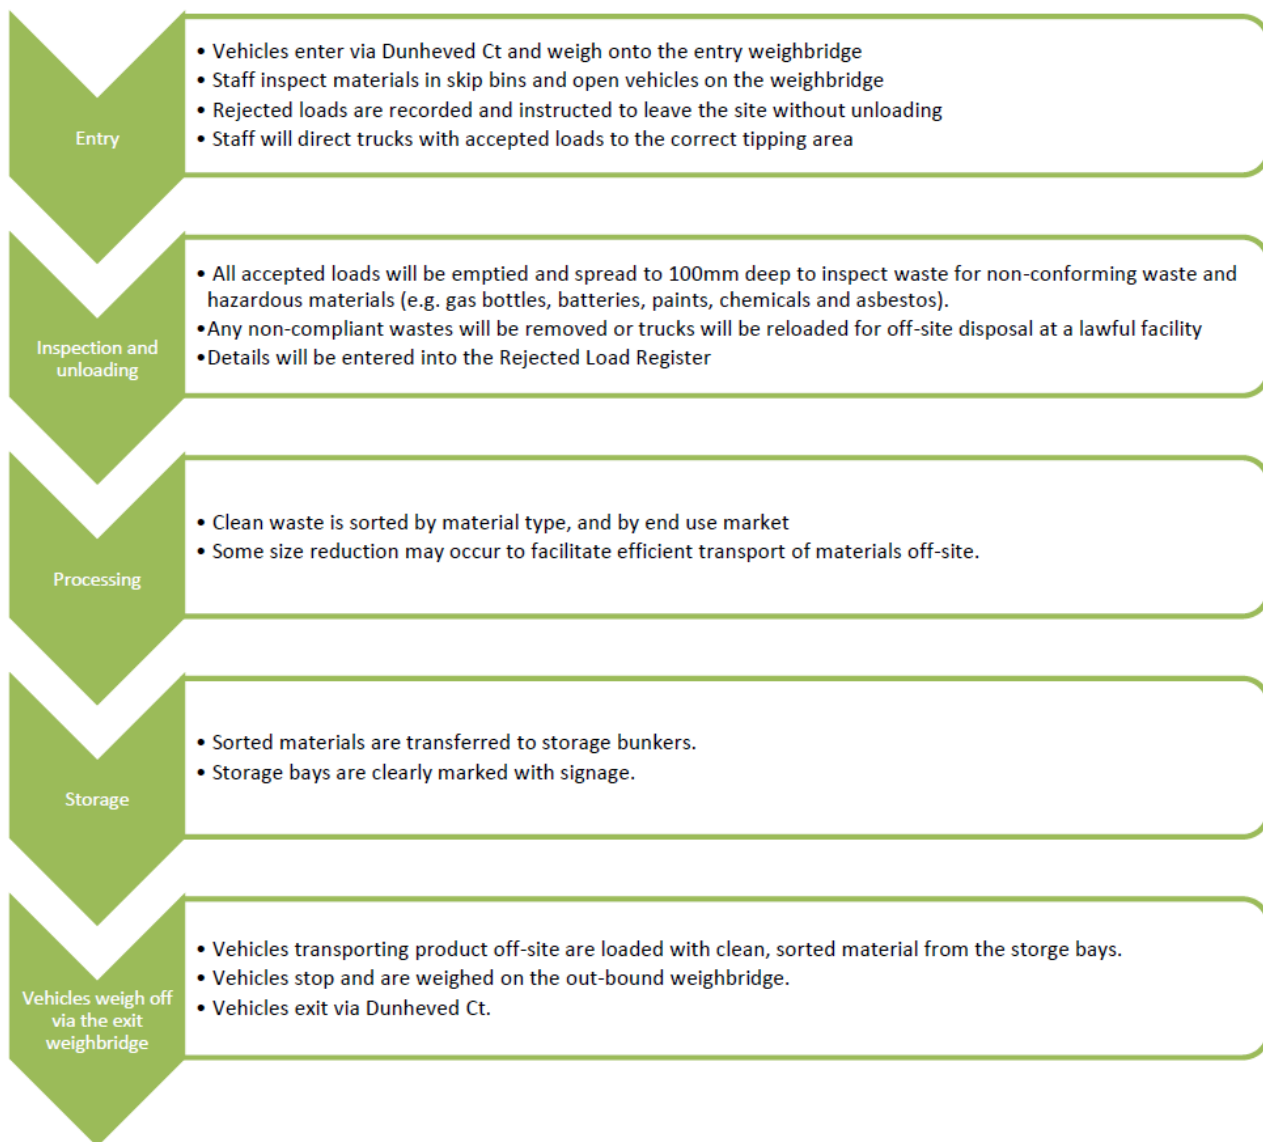 • Vehicles enter via Dunheved Ct and weigh onto the entry weighbridge
• Staff inspect materials in skip bins and open vehicles on the weighbridge
• Rejected loads are recorded and instructed to leave the site without unloading
• Staff will direct trucks with accepted loads to the correct tipping area
Entry
• All accepted loads will be emptied and spread to 100mm deep to inspect waste for non-conforming waste and
hazardous materials (e.g. gas bottles, batteries, paints, chemicals and asbestos).
•Any non-compliant wastes will be removed or trucks will be reloaded for off-site disposal at a lawful facility
•Details will be entered into the Rejected Load Register
Inspection and
unloading
• Clean waste is sorted by material type, and by end use market
• Some size reduction may occur to facilitate efficient transport of materials off-site.
Processing
• Sorted materials are transferred to storage bunkers.
• Storage bays are clearly marked with signage.
Storage
• Vehicles transporting product off-site are loaded with clean, sorted material from the storge bays.
• Vehicles stop and are weighed on the out-bound weighbridge.
• Vehicles exit via Dunheved Ct.
Vehicles weigh off
via the exit
weighbridge